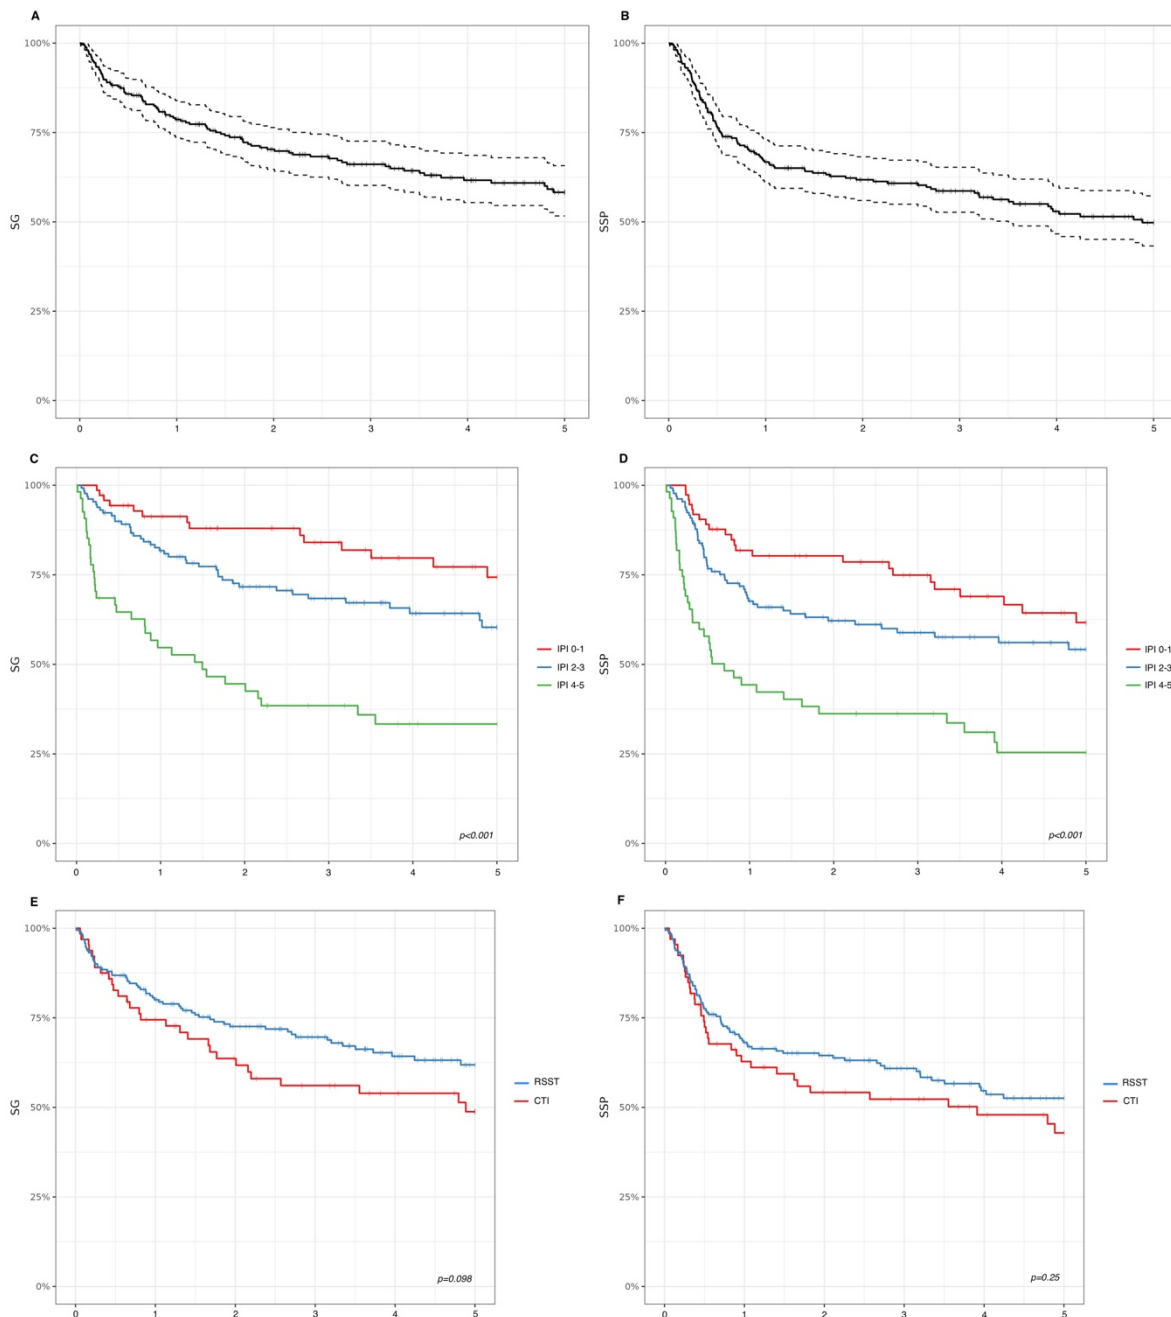 A
100%
75%
50%
25%
0%
SG
0 1 2 3 4 5
B
100%
75%
50%
25%
0%
SSP
0 1 2 3 4 5
C
100%
75%
50%
25%
0%
SG
IPI 0-1
IPI 2-3
IPI 4-5
p<0.001
0 1 2 3 4 5
D
100%
75%
50%
25%
0%
SSP
IPI 0-1
IPI 2-3
IPI 4-5
p<0.001
0 1 2 3 4 5
E
100%
75%
50%
25%
0%
SG
RSST
CTI
p=0.098
0 1 2 3 4 5
F
100%
75%
50%
25%
0%
SSP
RSST
CTI
p=0.25
0 1 2 3 4 5